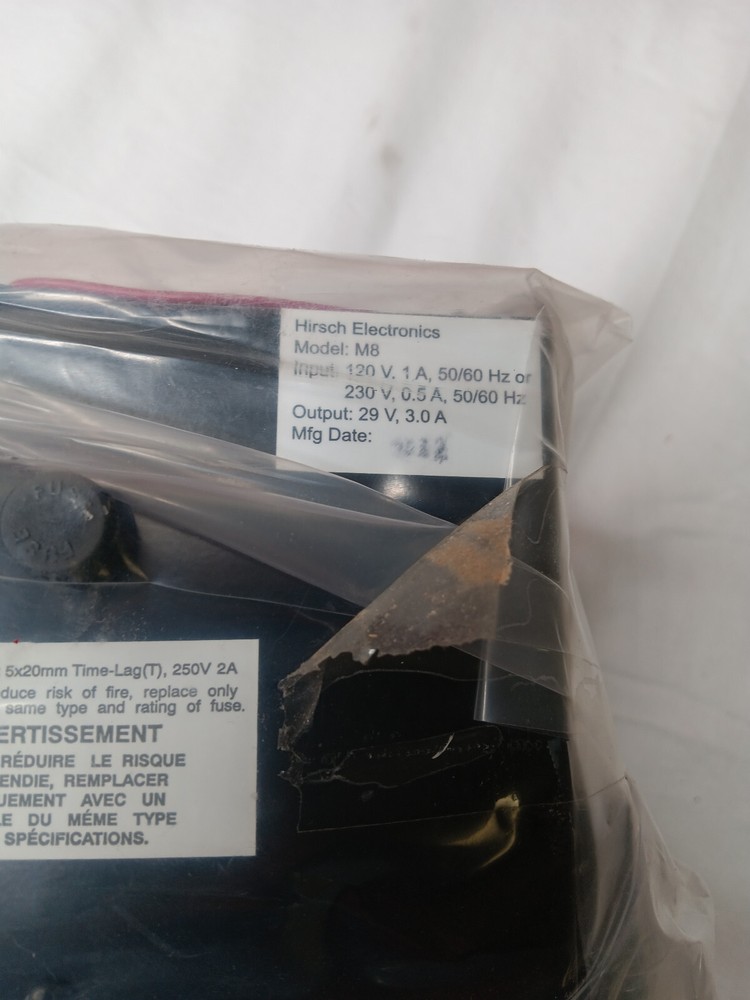 Hirsch Electronics
Model: M8
Input: 120 V, 1 A, 50/60 Hz or
230 V, 0.5 A, 50/60 Hz
Output: 29 V, 3.0 A
Mfg Date:
FUSE
5x20mm Time-Lag(T), 250V 2A
duce risk of fire, replace only
same type and rating of fuse.
ERTISSEMENT
RÉDUIRE LE RISQUE
ENDIE, REMPLACER
UEMENT AVEC UN
LE DU MÉME TYPE
SPÉCIFICATIONS.